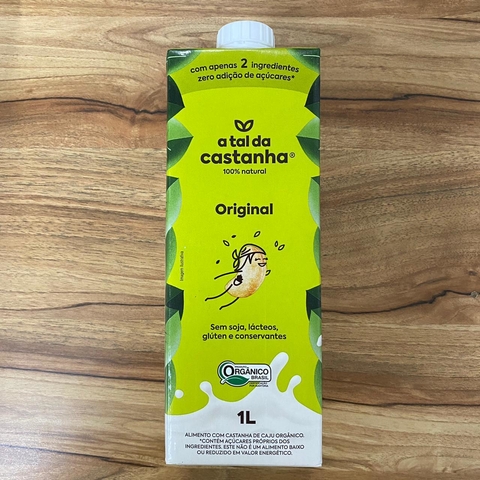 com apenas 2 ingredientes
zero adição de açúcares*
a tal da
castanha®
100% natural
Original
Imagem ilustrativa
Sem soja, lácteos,
glúten e conservantes
ORGÂNICO
BRASIL
1L
ALIMENTO COM CASTANHA DE CAJU ORGÂNICO.
*CONTÉM AÇÚCARES PRÓPRIOS DOS
INGREDIENTES. ESTE NÃO É UM ALIMENTO BAIXO
OU REDUZIDO EM VALOR ENERGÉTICO.